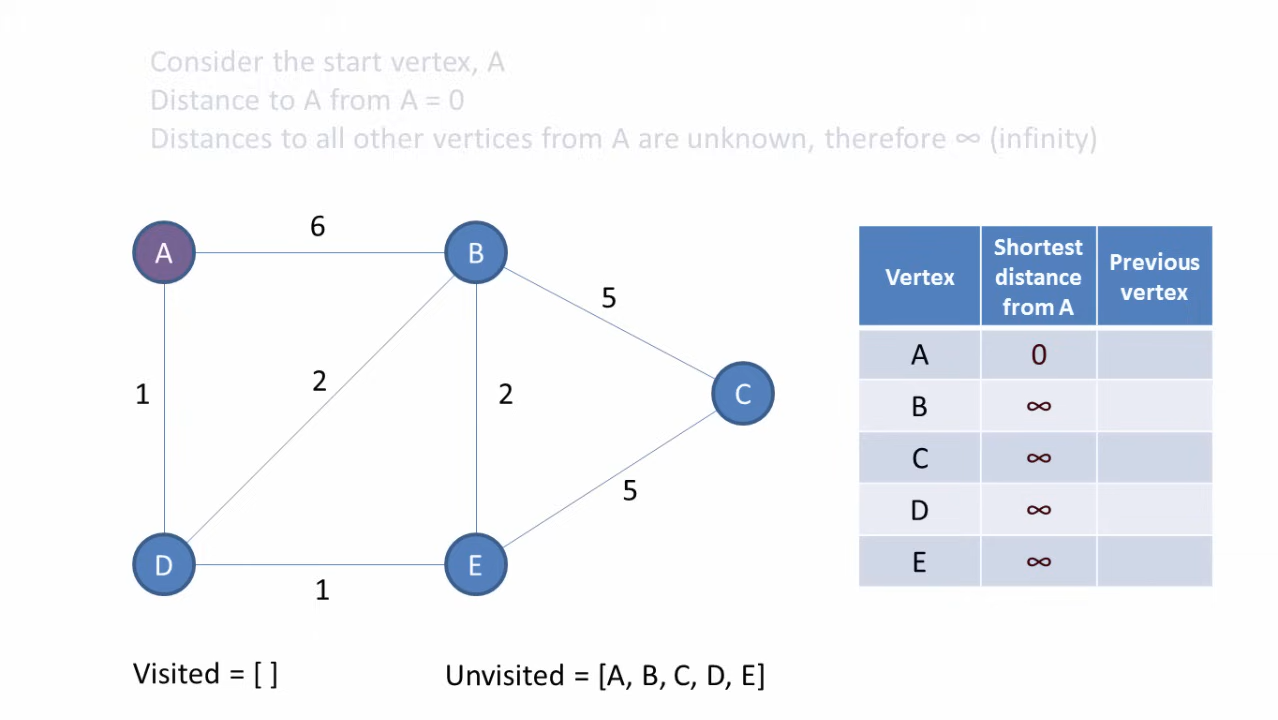 Consider the start vertex, A
Distance to A from A = 0
Distances to all other vertices from A are unknown, therefore ∞ (infinity)
A
6
B
5
1
2
2
C
5
D
1
E
Vertex
Shortest
distance
from A
Previous
vertex
A 0
B ∞
C ∞
D ∞
E ∞
Visited = [ ]
Unvisited = [A, B, C, D, E]